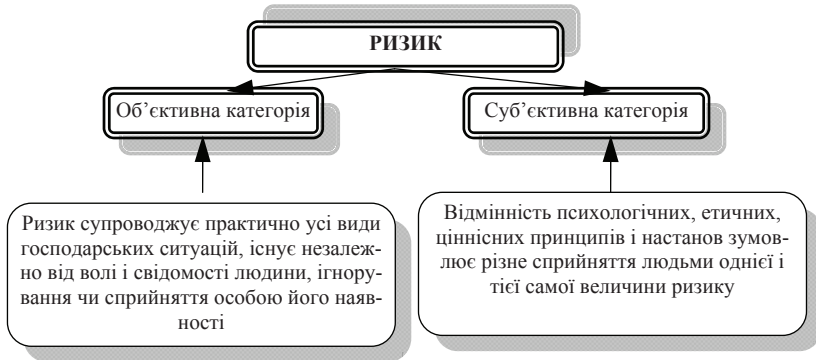 РИЗИК
Об’єктивна категорія
Суб’єктивна категорія
Ризик супроводжує практично усі види
господарських ситуацій, існує незалеж-
но від волі і свідомості людини, ігнору-
вання чи сприйняття особою його наяв-
ності
Відмінність психологічних, етичних,
ціннісних принципів і настанов зумов-
лює різне сприйняття людьми однієї і
тієї самої величини ризику